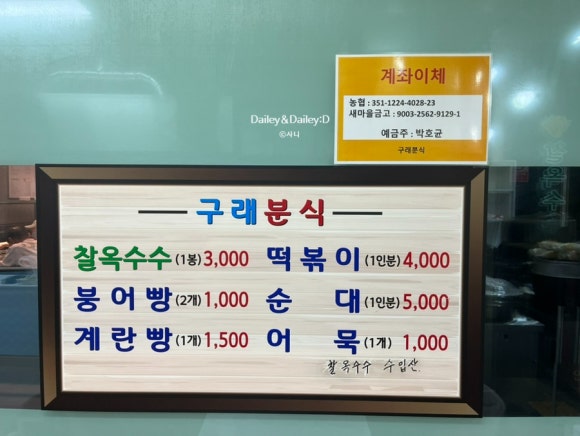 Dailey&Dailey:D
©사니
계좌이체
농협 : 351-1224-4028-23
새마을금고 : 9003-2562-9129-1
예금주 : 박호균
구래분식
구래분식
찰옥수수 (1봉) 3,000 떡볶이 (1인분) 4,000
붕어빵 (2개) 1,000 순대 (1인분) 5,000
계란빵 (1개) 1,500 어묵 (1개) 1,000
찰옥수수 수입산.